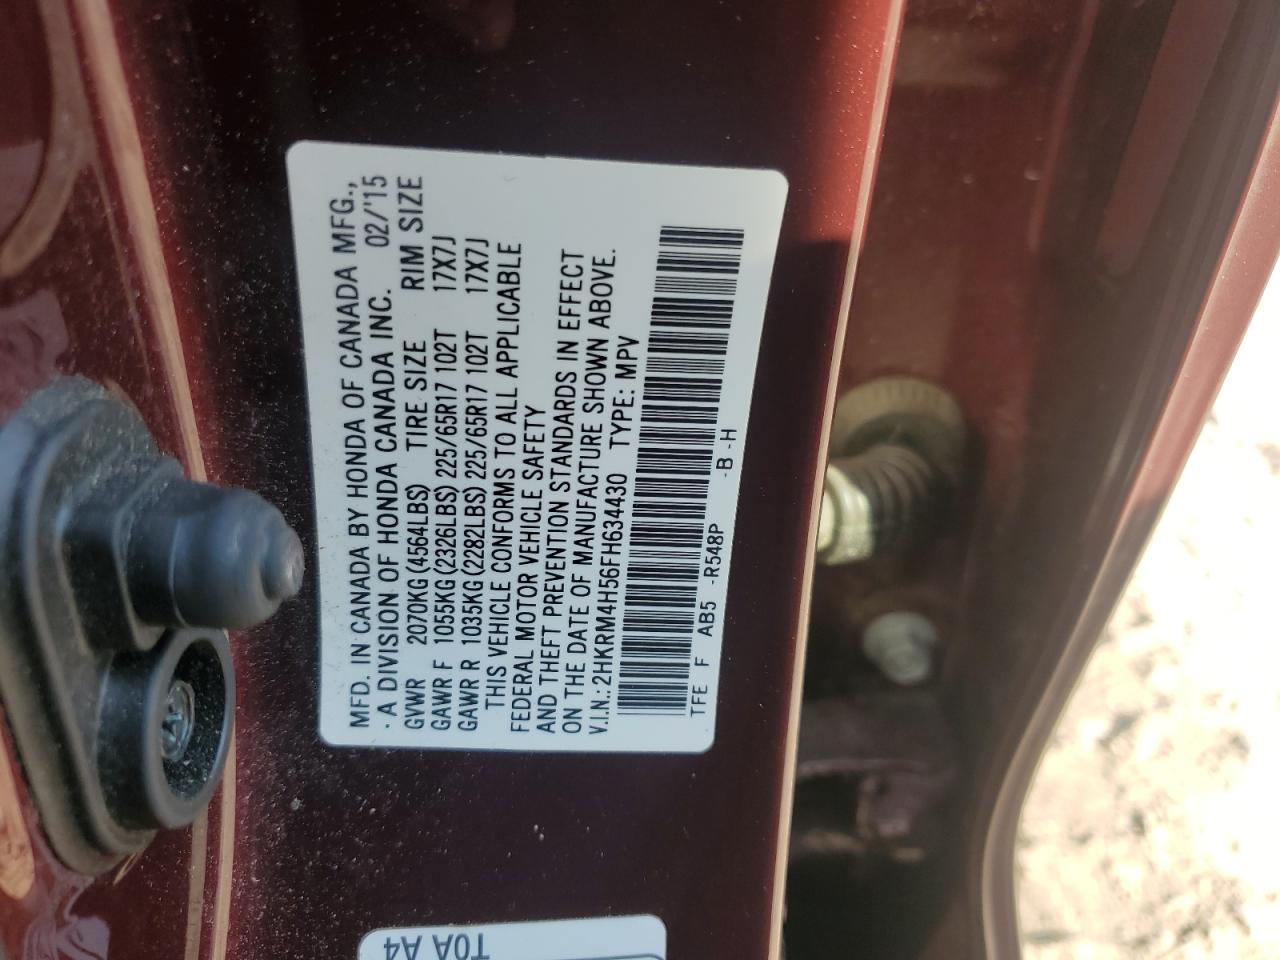 MFD. IN CANADA BY HONDA OF CANADA MFG.,
· A DIVISION OF HONDA CANADA INC. 02/'15
GVWR 2070KG (4564LBS) TIRE SIZE RIM SIZE
GAWR F 1055KG (2326LBS) 225/65R17 102T 17X7J
GAWR R 1035KG (2282LBS) 225/65R17 102T 17X7J
THIS VEHICLE CONFORMS TO ALL APPLICABLE
FEDERAL MOTOR VEHICLE SAFETY
AND THEFT PREVENTION STANDARDS IN EFFECT
ON THE DATE OF MANUFACTURE SHOWN ABOVE.
V.I.N.: 2HKRM4H56FH634430 TYPE: MPV
TFE F AB5 -R548P -B -H
TOA A4